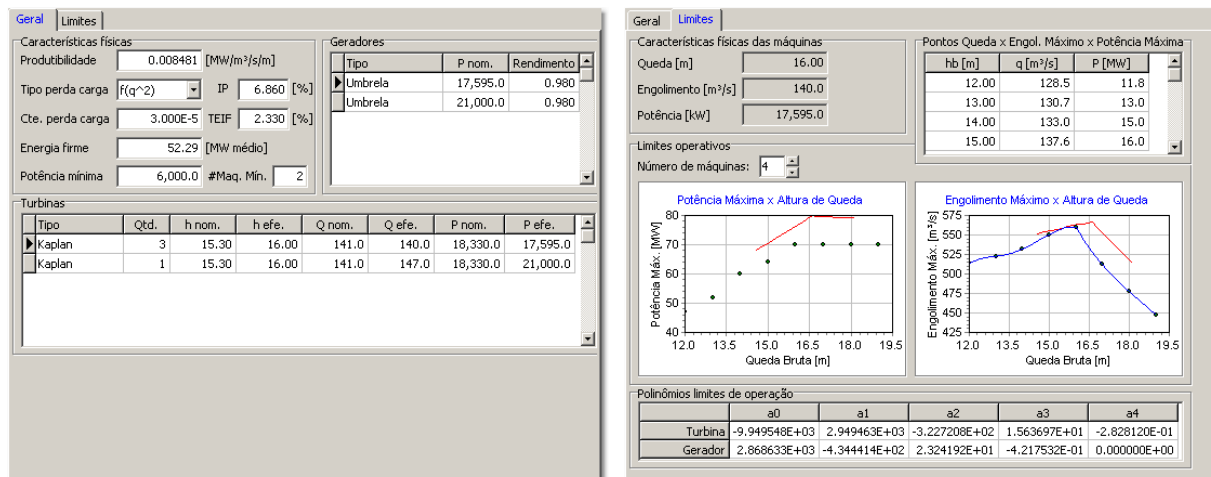 Geral Limites
Características físicas
Produtibilidade 0.008481 [MW/m³/s/m]
Tipo perda carga f(q^2) IP 6.860 [%]
Cte. perda carga 3.000E-5 TEIF 2.330 [%]
Energia firme 52.29 [MW médio]
Potência mínima 6,000.0 #Maq. Mín. 2
Geradores
Tipo P nom. Rendimento
Umbrela 17,595.0 0.980
Umbrela 21,000.0 0.980
Turbinas
Tipo Qtd. h nom. h efe. Q nom. Q efe. P nom. P efe.
Kaplan 3 15.30 16.00 141.0 140.0 18,330.0 17,595.0
Kaplan 1 15.30 16.00 141.0 147.0 18,330.0 21,000.0
Geral Limites
Características físicas das máquinas
Queda [m] 16.00
Engolimento [m³/s] 140.0
Potência [kW] 17,595.0
Pontos Queda x Engol. Máximo x Potência Máxima
hb [m] q [m³/s] P [MW]
12.00 128.5 11.8
13.00 130.7 13.0
14.00 133.0 15.0
15.00 137.6 16.0
Limites operativos
Número de máquinas: 4
Potência Máxima x Altura de Queda
Potência Máx. [MW]
80
70
60
50
40
12.0 13.5 15.0 16.5 18.0 19.5
Queda Bruta [m]
Engolimento Máximo x Altura de Queda
Engolimento Máx. [m³/s]
575
550
525
500
475
450
425
12.0 13.5 15.0 16.5 18.0 19.5
Queda Bruta [m]
Polinômios limites de operação
a0 a1 a2 a3 a4
Turbina -9.949548E+03 2.949463E+03 -3.227208E+02 1.563697E+01 -2.828120E-01
Gerador 2.868633E+03 -4.344414E+02 2.324192E+01 -4.217532E-01 0.000000E+00